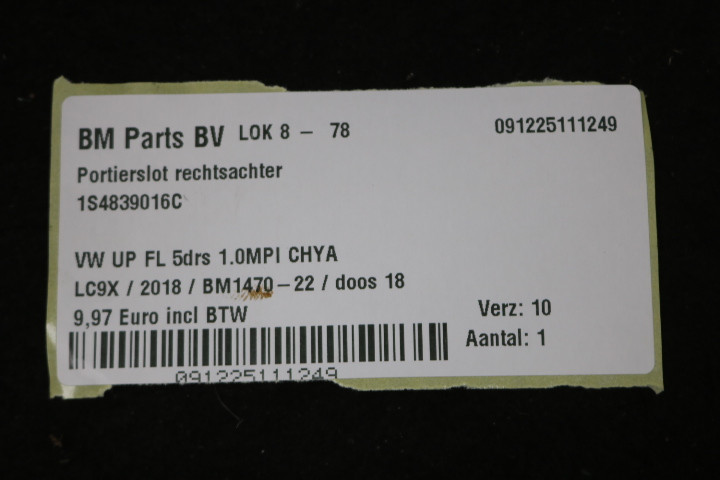 BM Parts BV LOK 8 - 78 091225111249
Portierslot rechtsachter
1S4839016C
VW UP FL 5drs 1.0MPI CHYA
LC9X / 2018 / BM1470-22 / doos 18
9,97 Euro incl BTW Verz: 10
Aantal: 1
091225111249